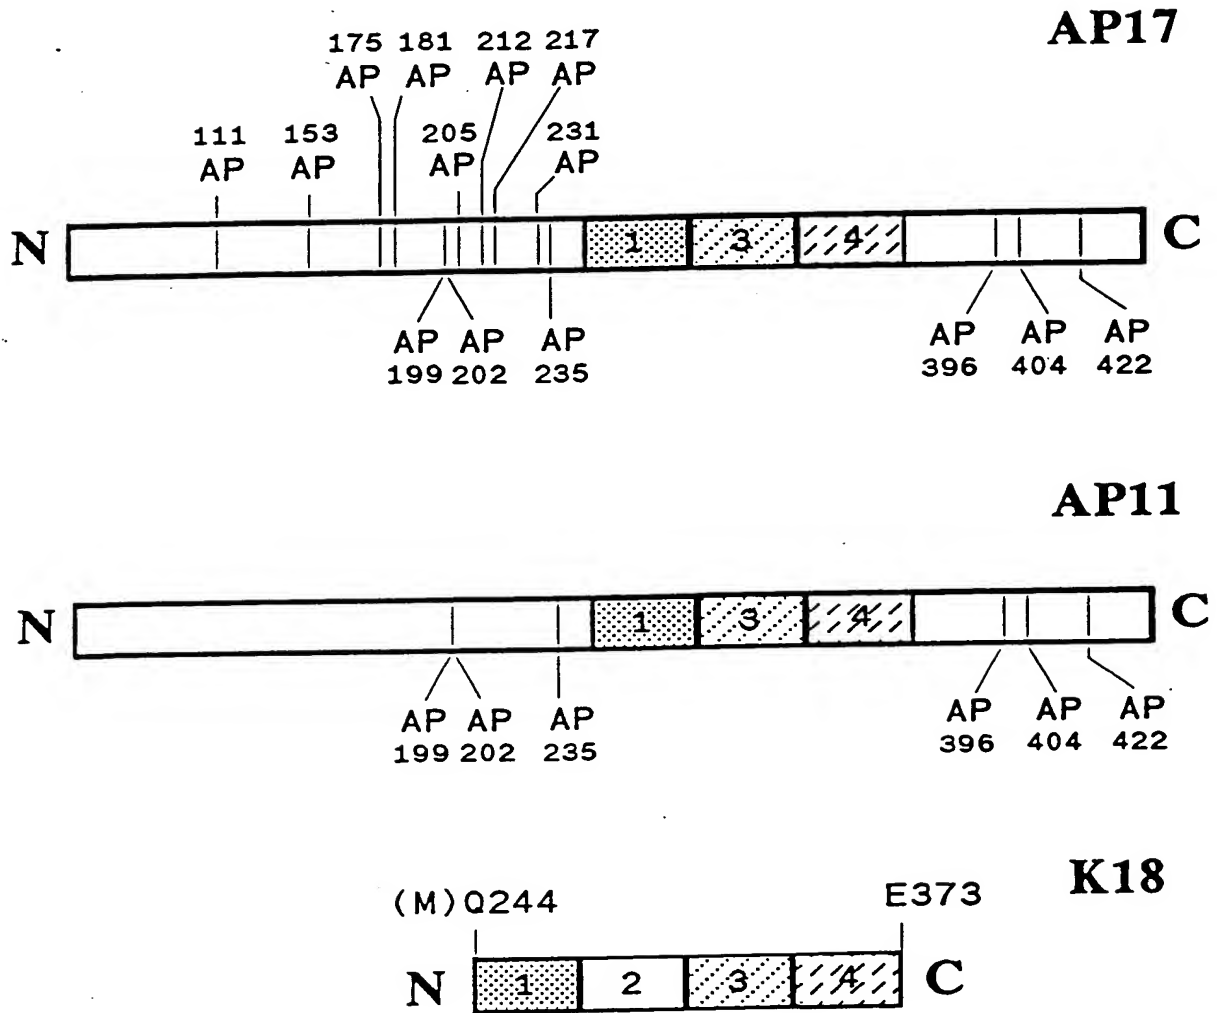 AP17
175 181 212 217
AP AP AP AP
111 153 205 231
AP AP AP AP
N 1 3 4 C
AP AP AP AP AP AP
199 202 235 396 404 422
AP11
N 1 3 4 C
AP AP AP AP AP AP
199 202 235 396 404 422
K18
(M)Q244 E373
N 1 2 3 4 C